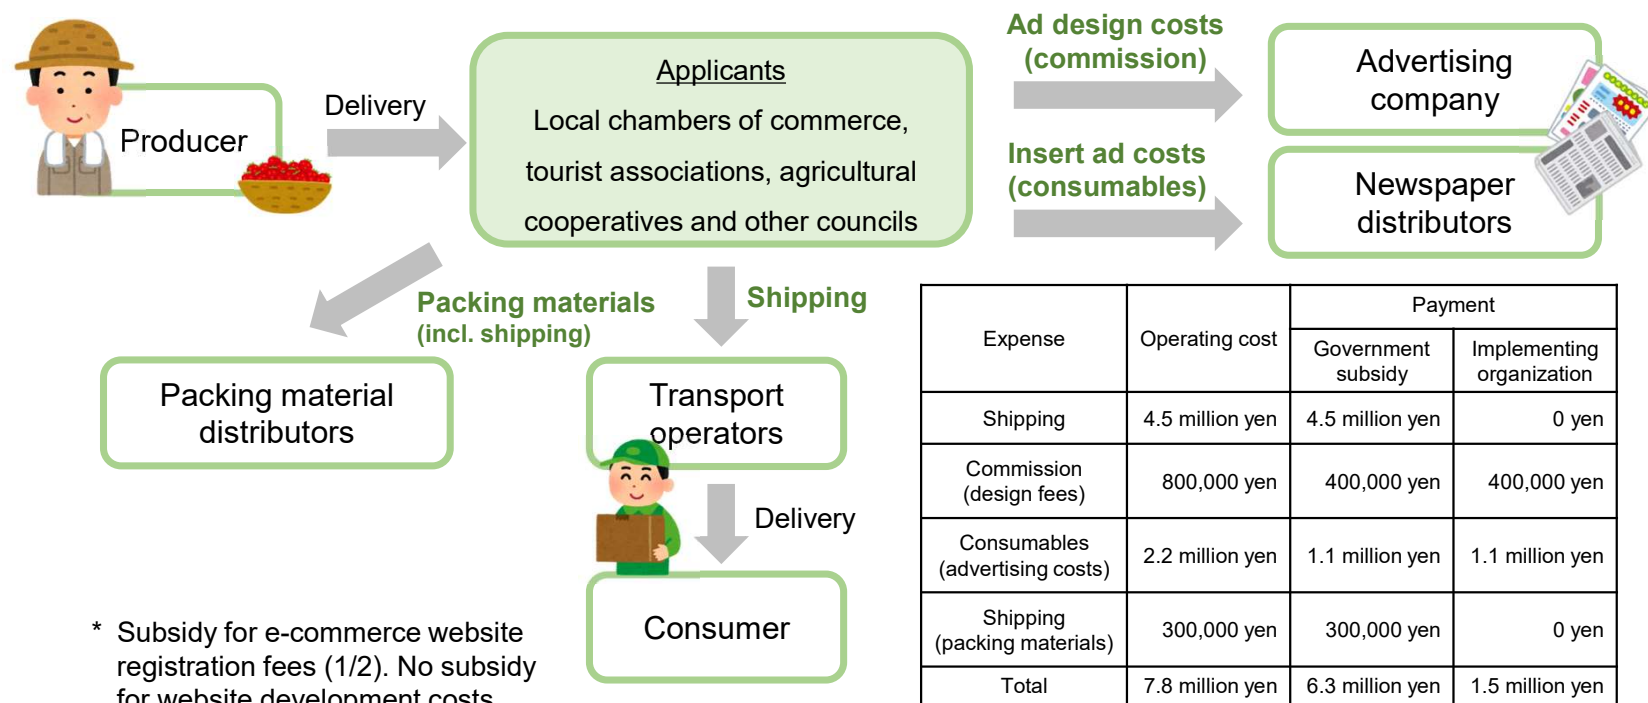 Producer
Delivery
Applicants
Local chambers of commerce,
tourist associations, agricultural
cooperatives and other councils
Ad design costs
(commission)
Advertising
company
Insert ad costs
(consumables)
Newspaper
distributors
Packing materials
(incl. shipping)
Shipping
Packing material
distributors
Transport
operators
Delivery
Consumer
* Subsidy for e-commerce website
registration fees (1/2). No subsidy
for website development costs
Expense
Operating cost
Payment
Government
subsidy
Implementing
organization
Shipping 4.5 million yen 4.5 million yen 0 yen
Commission
(design fees)
800,000 yen 400,000 yen 400,000 yen
Consumables
(advertising costs)
2.2 million yen 1.1 million yen 1.1 million yen
Shipping
(packing materials)
300,000 yen 300,000 yen 0 yen
Total 7.8 million yen 6.3 million yen 1.5 million yen